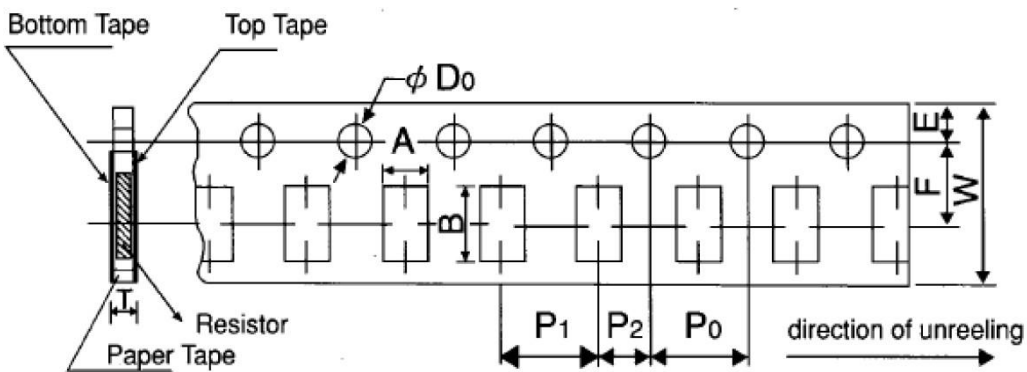 Bottom Tape
Top Tape
φ D0
A
E
B
F
W
T
Resistor
Paper Tape
P1
P2
P0
direction of unreeling